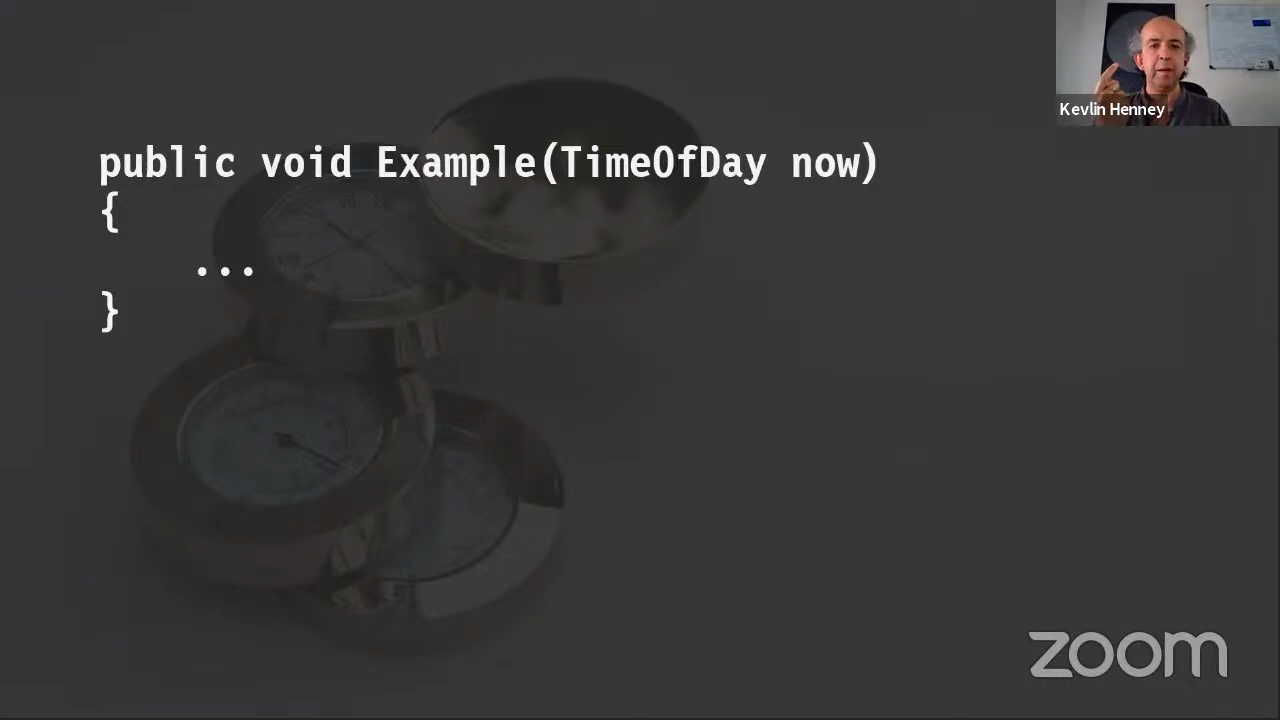 public void Example(TimeOfDay now)
{
...
}
Kevlin Henney
zoom